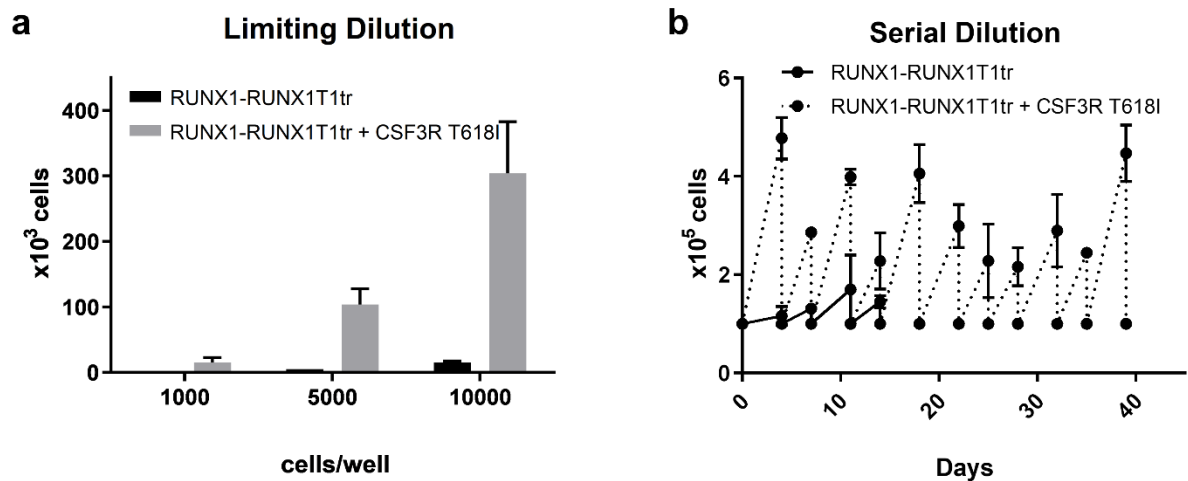 a
Limiting Dilution
RUNX1-RUNX1T1tr
RUNX1-RUNX1T1tr + CSF3R T618I
x10³ cells
400
300
200
100
0
1000 5000 10000
cells/well
b
Serial Dilution
RUNX1-RUNX1T1tr
RUNX1-RUNX1T1tr + CSF3R T618I
x10⁵ cells
6
4
2
0
0 10 20 30 40
Days